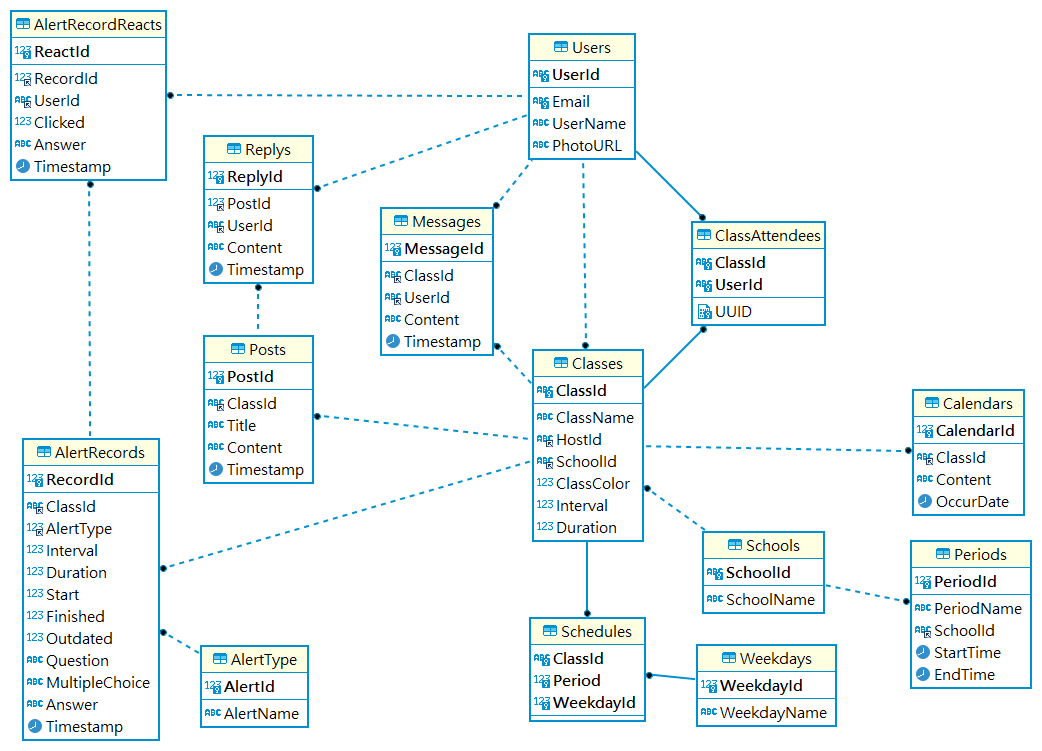 AlertRecordReacts
ReactId
RecordId
UserId
Clicked
Answer
Timestamp
Users
UserId
Email
UserName
PhotoURL
Replys
ReplyId
PostId
UserId
Content
Timestamp
Messages
MessageId
ClassId
UserId
Content
Timestamp
ClassAttendees
ClassId
UserId
UUID
Posts
PostId
ClassId
Title
Content
Timestamp
Classes
ClassId
ClassName
HostId
SchoolId
ClassColor
Interval
Duration
Calendars
CalendarId
ClassId
Content
OccurDate
AlertRecords
RecordId
ClassId
AlertType
Interval
Duration
Start
Finished
Outdated
Question
MultipleChoice
Answer
Timestamp
Schools
SchoolId
SchoolName
Periods
PeriodId
PeriodName
SchoolId
StartTime
EndTime
AlertType
AlertId
AlertName
Schedules
ClassId
Period
WeekdayId
Weekdays
WeekdayId
WeekdayName